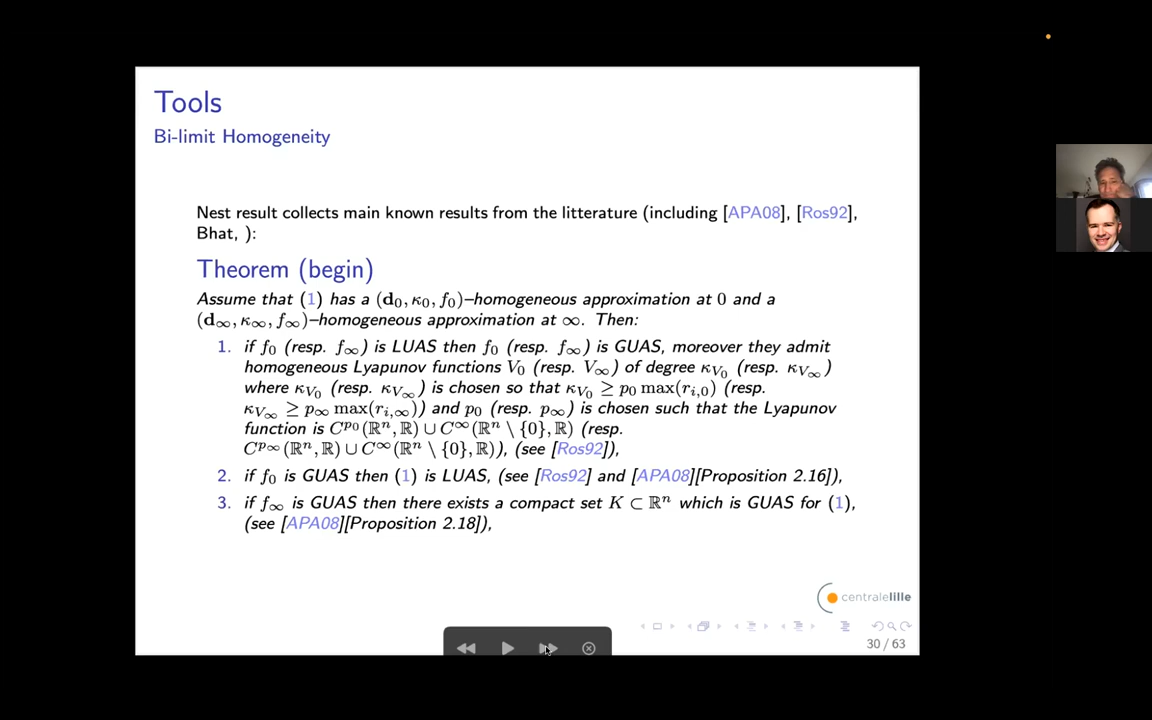 Tools
Bi-limit Homogeneity
Nest result collects main known results from the litterature (including [APA08], [Ros92],
Bhat, ):
Theorem (begin)
Assume that (1) has a (d₀, κ₀, f₀)–homogeneous approximation at 0 and a
(d∞, κ∞, f∞)–homogeneous approximation at ∞. Then:
1. if f₀ (resp. f∞) is LUAS then f₀ (resp. f∞) is GUAS, moreover they admit
homogeneous Lyapunov functions V₀ (resp. V∞) of degree κ_{V₀} (resp. κ_{V∞})
where κ_{V₀} (resp. κ_{V∞}) is chosen so that κ_{V₀} ≥ p₀ max(r_{i,0}) (resp.
κ_{V∞} ≥ p∞ max(r_{i,∞})) and p₀ (resp. p∞) is chosen such that the Lyapunov
function is C^{p₀}(ℝⁿ, ℝ) ∪ C^∞(ℝⁿ \ {0}, ℝ) (resp.
C^{p∞}(ℝⁿ, ℝ) ∪ C^∞(ℝⁿ \ {0}, ℝ)), (see [Ros92]),
2. if f₀ is GUAS then (1) is LUAS, (see [Ros92] and [APA08][Proposition 2.16]),
3. if f∞ is GUAS then there exists a compact set K ⊂ ℝⁿ which is GUAS for (1),
(see [APA08][Proposition 2.18]),
centralelille
30 / 63